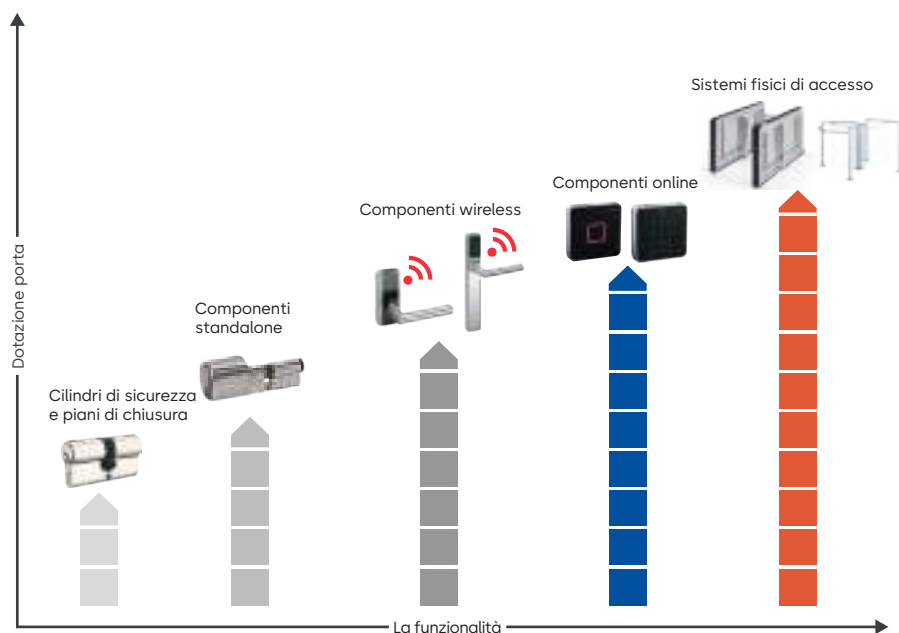 Sistemi fisici di accesso
Componenti online
Componenti wireless
Componenti
standalone
Cilindri di sicurezza
e piani di chiusura
Dotazione porta
La funzionalità